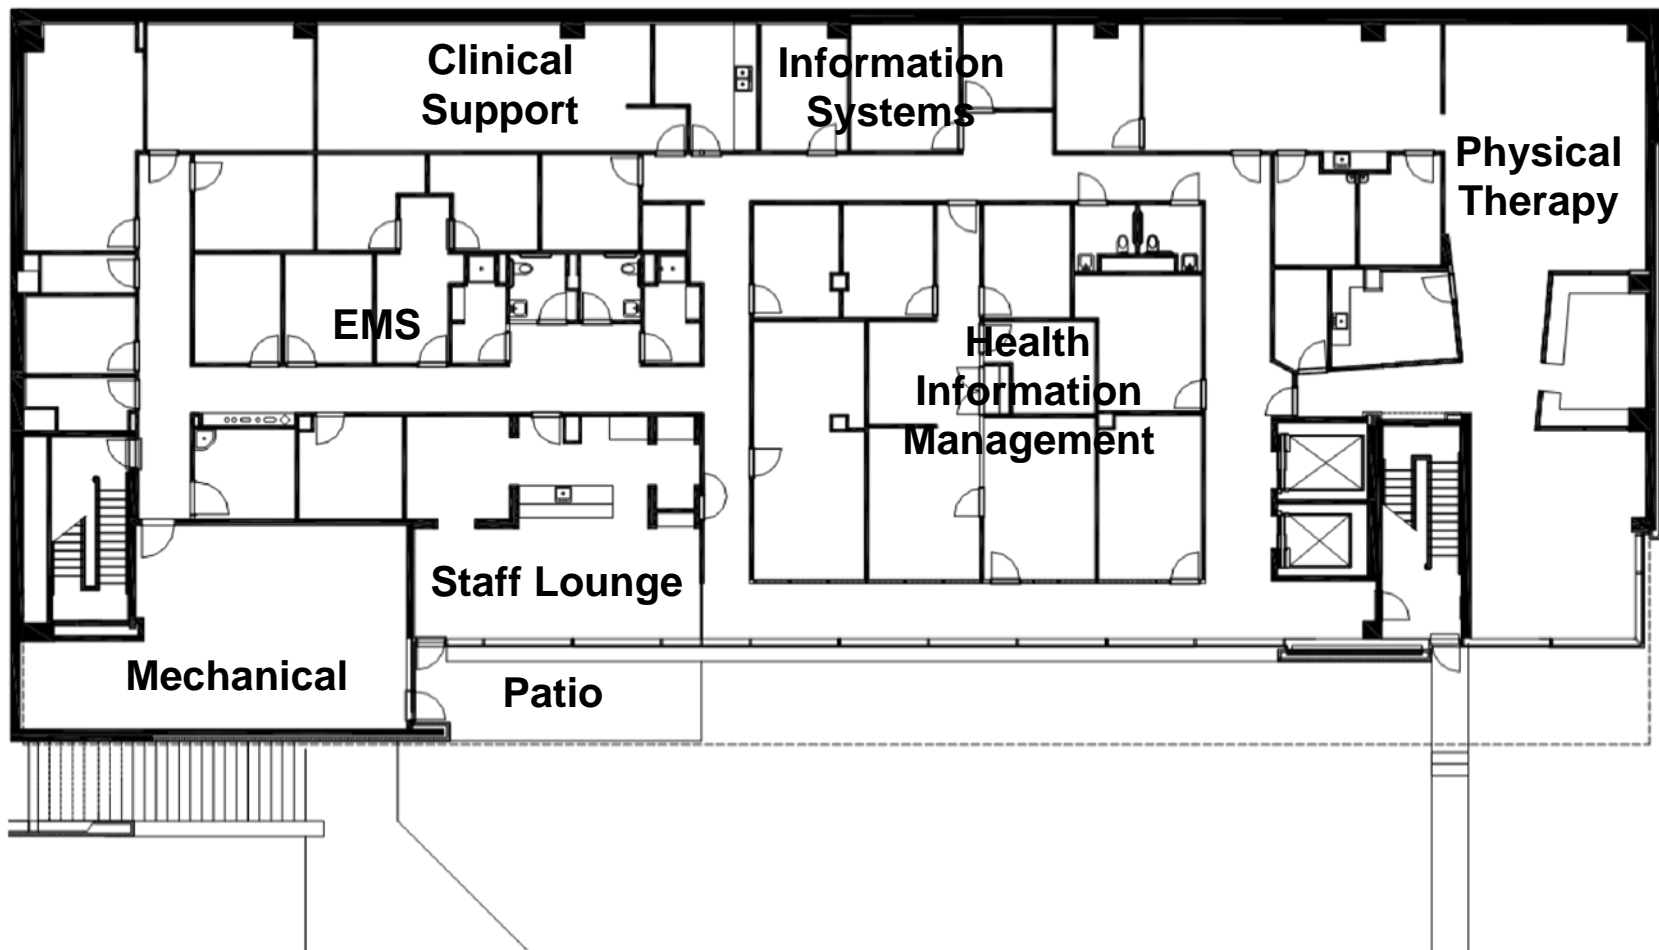 Clinical
Support
Information
Systems
Physical
Therapy
EMS
Health
Information
Management
Staff Lounge
Mechanical
Patio